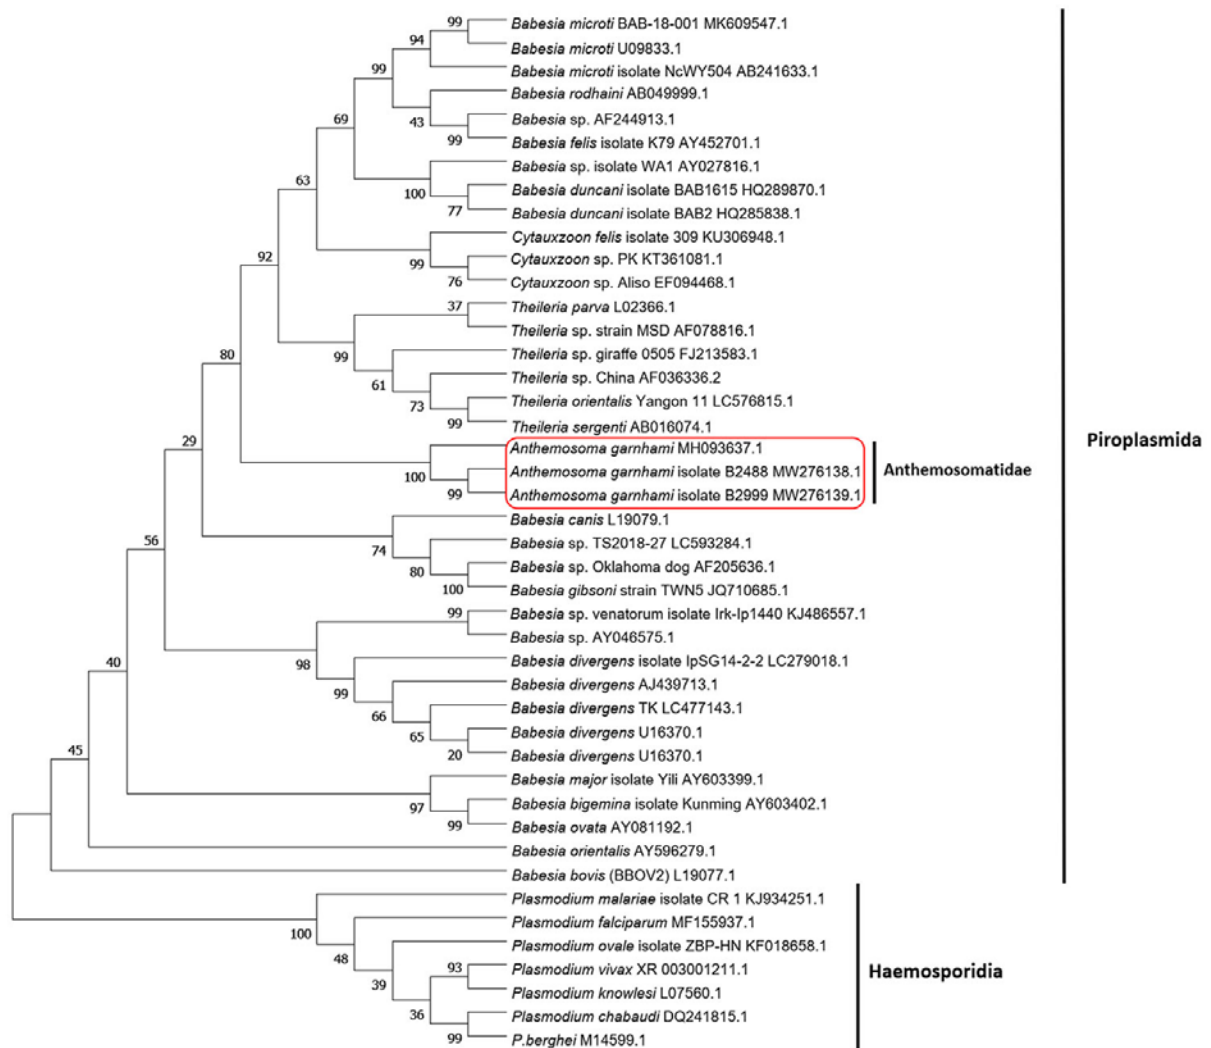 99 Babesia microti BAB-18-001 MK609547.1
94
Babesia microti U09833.1
99 Babesia microti isolate NcWY504 AB241633.1
Babesia rodhaini AB049999.1
69 43 Babesia sp. AF244913.1
99 Babesia felis isolate K79 AY452701.1
Babesia sp. isolate WA1 AY027816.1
63 100 Babesia duncani isolate BAB1615 HQ289870.1
77 Babesia duncani isolate BAB2 HQ285838.1
Cytauxzoon felis isolate 309 KU306948.1
92 99 Cytauxzoon sp. PK KT361081.1
76 Cytauxzoon sp. Aliso EF094468.1
37 Theileria parva L02366.1
Theileria sp. strain MSD AF078816.1
80 99 Theileria sp. giraffe 0505 FJ213583.1
61 Theileria sp. China AF036336.2
73 Theileria orientalis Yangon 11 LC576815.1
99 Theileria sergenti AB016074.1
Piroplasmida
29 Anthemosoma garnhami MH093637.1
100 Anthemosoma garnhami isolate B2488 MW276138.1
Anthemosomatidae
99 Anthemosoma garnhami isolate B2999 MW276139.1
Babesia canis L19079.1
56 74 Babesia sp. TS2018-27 LC593284.1
80 Babesia sp. Oklahoma dog AF205636.1
100 Babesia gibsoni strain TWN5 JQ710685.1
99 Babesia sp. venatorum isolate Irk-Ip1440 KJ486557.1
Babesia sp. AY046575.1
40 98 Babesia divergens isolate IpSG14-2-2 LC279018.1
99 Babesia divergens AJ439713.1
66 Babesia divergens TK LC477143.1
65 Babesia divergens U16370.1
45 20 Babesia divergens U16370.1
Babesia major isolate Yili AY603399.1
97 Babesia bigemina isolate Kunming AY603402.1
99 Babesia ovata AY081192.1
Babesia orientalis AY596279.1
Babesia bovis (BBOV2) L19077.1
Plasmodium malariae isolate CR 1 KJ934251.1
100 Plasmodium falciparum MF155937.1
48 Plasmodium ovale isolate ZBP-HN KF018658.1
93 Plasmodium vivax XR 003001211.1
Haemosporidia
39 Plasmodium knowlesi L07560.1
36 Plasmodium chabaudi DQ241815.1
99 P.berghei M14599.1